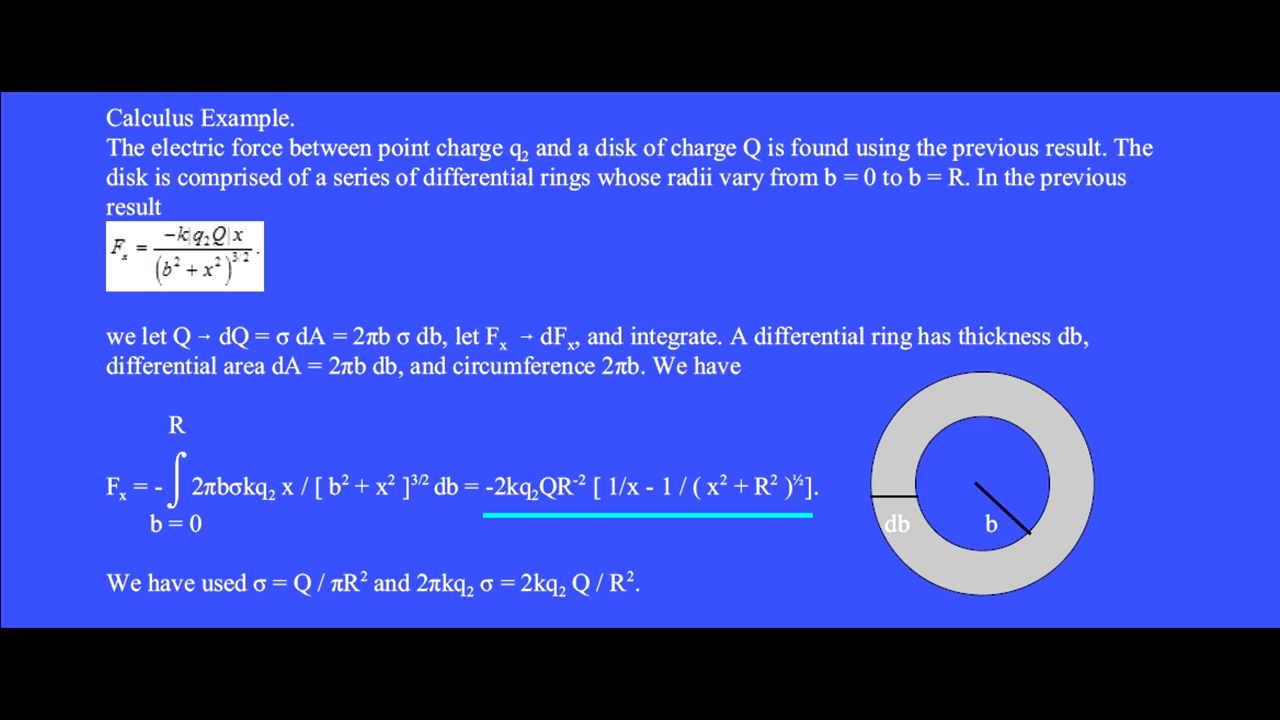 Calculus Example.
The electric force between point charge q₂ and a disk of charge Q is found using the previous result. The
disk is comprised of a series of differential rings whose radii vary from b = 0 to b = R. In the previous
result
Fₓ = -k|q₂Q|x / (b² + x²)^3/2 .
we let Q → dQ = σ dA = 2πb σ db, let Fₓ → dFₓ, and integrate. A differential ring has thickness db,
differential area dA = 2πb db, and circumference 2πb. We have
R
Fₓ = - ∫ 2πbσkq₂ x / [ b² + x² ]^3/2 db = -2kq₂QR⁻² [ 1/x - 1 / ( x² + R² )^½].
b = 0
db b
We have used σ = Q / πR² and 2πkq₂ σ = 2kq₂ Q / R².